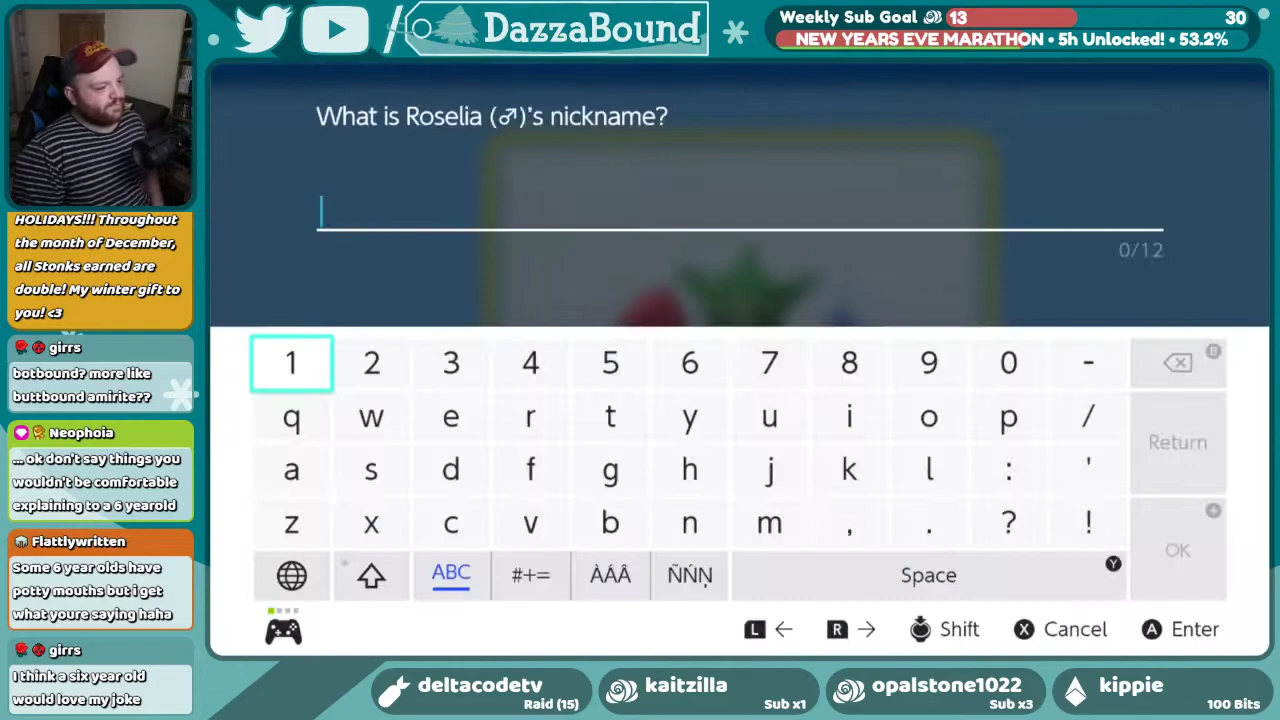 DazzaBound
Weekly Sub Goal 13 30
NEW YEARS EVE MARATHON • 5h Unlocked! • 53.2%
What is Roselia (♂)'s nickname?
0/12
HOLIDAYS!!! Throughout
the month of December,
all Stonks earned are
double! My winter gift to
you! <3
girrs
botbound? more like
buttbound amirite??
Neophoia
... ok don't say things you
wouldn't be comfortable
explaining to a 6 yearold
Flattlywritten
Some 6 year olds have
potty mouths but i get
what youre saying haha
girrs
I think a six year old
would love my joke
1 2 3 4 5 6 7 8 9 0 - B
q w e r t y u i o p / Return
a s d f g h j k l : '
z x c v b n m , . ? ! OK
ABC #+= ÀÁÂ ÑŃŅ Space Y
L ← R → Shift X Cancel A Enter
deltacodetv
Raid (15)
kaitzilla
Sub x1
opalstone1022
Sub x3
kippie
100 Bits